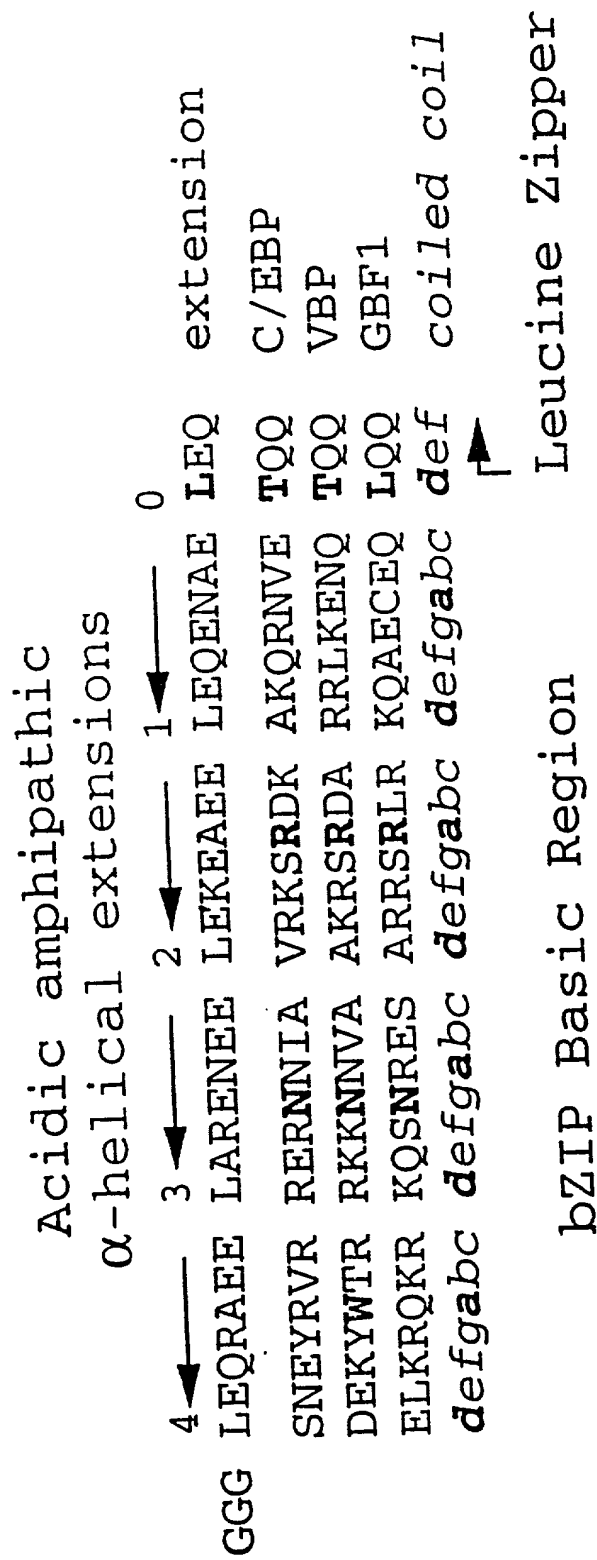 Acidic amphipathic
α-helical extensions
4 3 2 1 0
GGG LEQRAEE LARENEE LEKEAEE LEQENAE LEQ extension
SNEYRVR RERNNIA VRKSRDK AKQRNVE TQQ C/EBP
DEKYWTR RKKNNVA AKRSRDA RRLKENQ TQQ VBP
ELKRQKR KQSNRES ARRSRLR KQAECEQ LQQ GBF1
defgabc defgabc defgabc defgabc def coiled coil
bZIP Basic Region Leucine Zipper